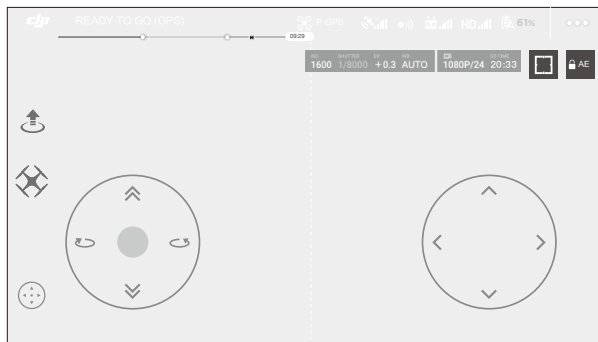 dji READY TO GO (GPS) P-GPS HD 61%
09:29
ISO SHUTTER EV WB
1600 1/8000 +0.3 AUTO 1080P/24 20:33 AE